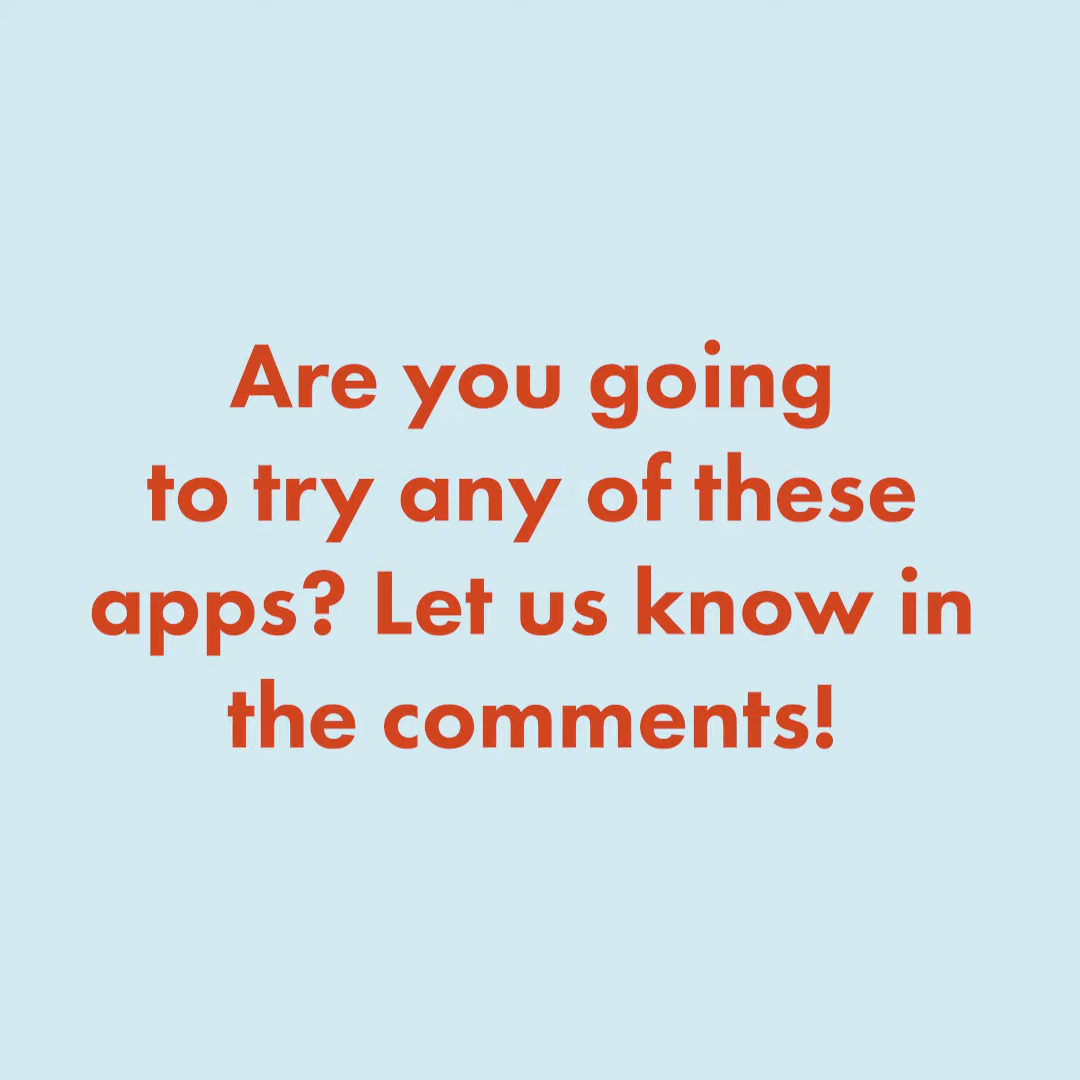 Are you going
to try any of these
apps? Let us know in
the comments!